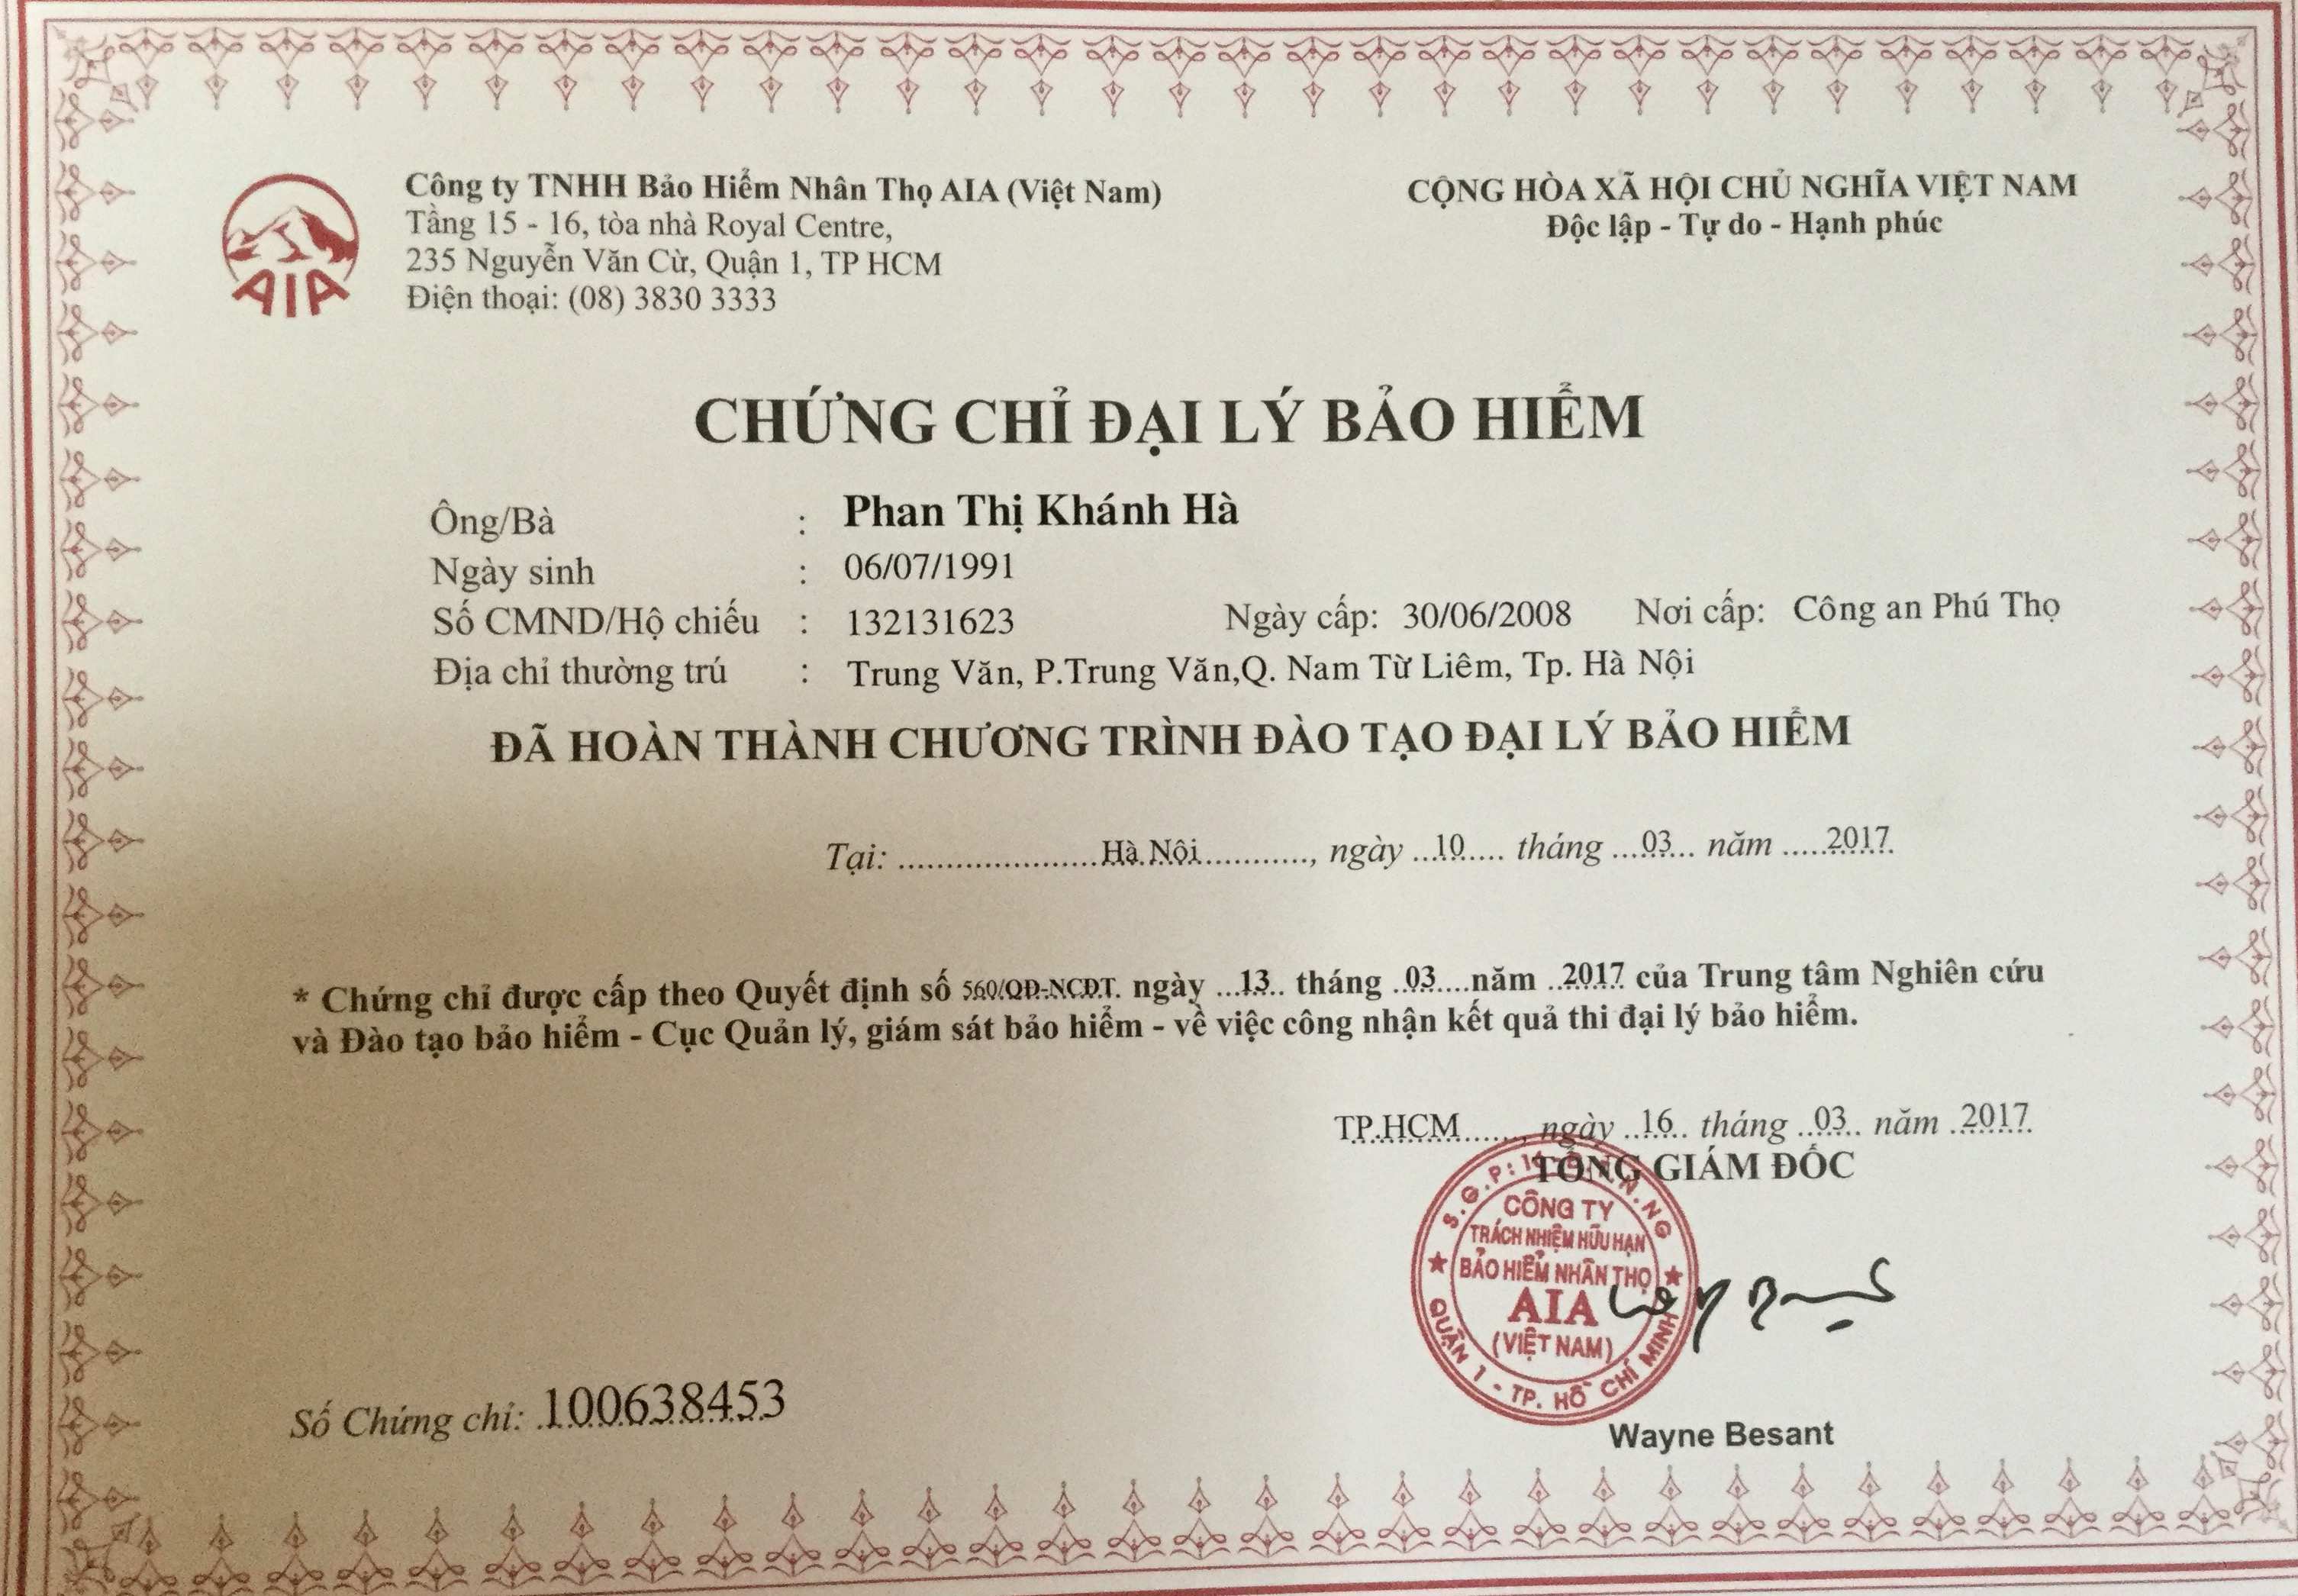 AIA
Công ty TNHH Bảo Hiểm Nhân Thọ AIA (Việt Nam)
Tầng 15 - 16, tòa nhà Royal Centre,
235 Nguyễn Văn Cừ, Quận 1, TP HCM
Điện thoại: (08) 3830 3333
CỘNG HÒA XÃ HỘI CHỦ NGHĨA VIỆT NAM
Độc lập - Tự do - Hạnh phúc
CHỨNG CHỈ ĐẠI LÝ BẢO HIỂM
Ông/Bà : Phan Thị Khánh Hà
Ngày sinh : 06/07/1991
Số CMND/Hộ chiếu : 132131623 Ngày cấp: 30/06/2008 Nơi cấp: Công an Phú Thọ
Địa chỉ thường trú : Trung Văn, P.Trung Văn,Q. Nam Từ Liêm, Tp. Hà Nội
ĐÃ HOÀN THÀNH CHƯƠNG TRÌNH ĐÀO TẠO ĐẠI LÝ BẢO HIỂM
Tại: ....................Hà Nội..........., ngày ...10.... tháng ...03... năm .....2017.
* Chứng chỉ được cấp theo Quyết định số 560/QĐ-NCĐT. ngày ...13.. tháng ..03....năm ..2017 của Trung tâm Nghiên cứu
và Đào tạo bảo hiểm - Cục Quản lý, giám sát bảo hiểm - về việc công nhận kết quả thi đại lý bảo hiểm.
TP.HCM......, ngày ..16.. tháng ..03.. năm ..2017.
TỔNG GIÁM ĐỐC
CÔNG TY
TRÁCH NHIỆM HỮU HẠN
BẢO HIỂM NHÂN THỌ
AIA
(VIỆT NAM)
QUẬN 1 - TP. HỒ CHÍ MINH
Wayne Besant
Số Chứng chỉ: 100638453